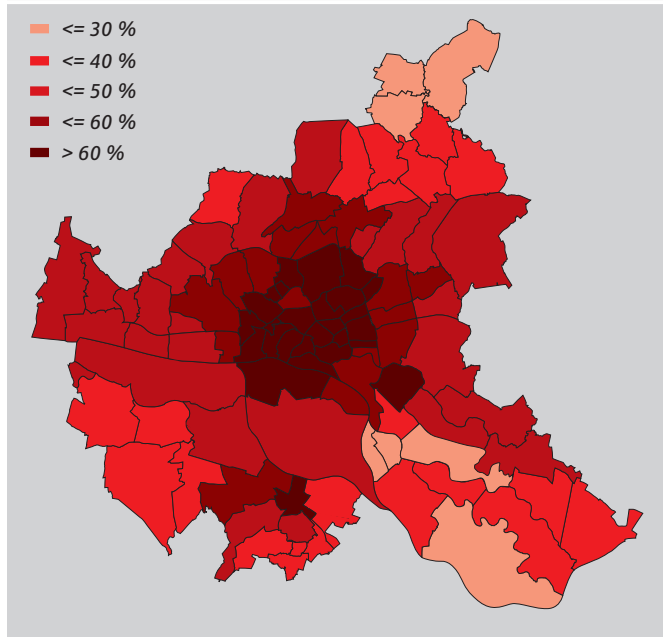 <= 30 %
<= 40 %
<= 50 %
<= 60 %
> 60 %